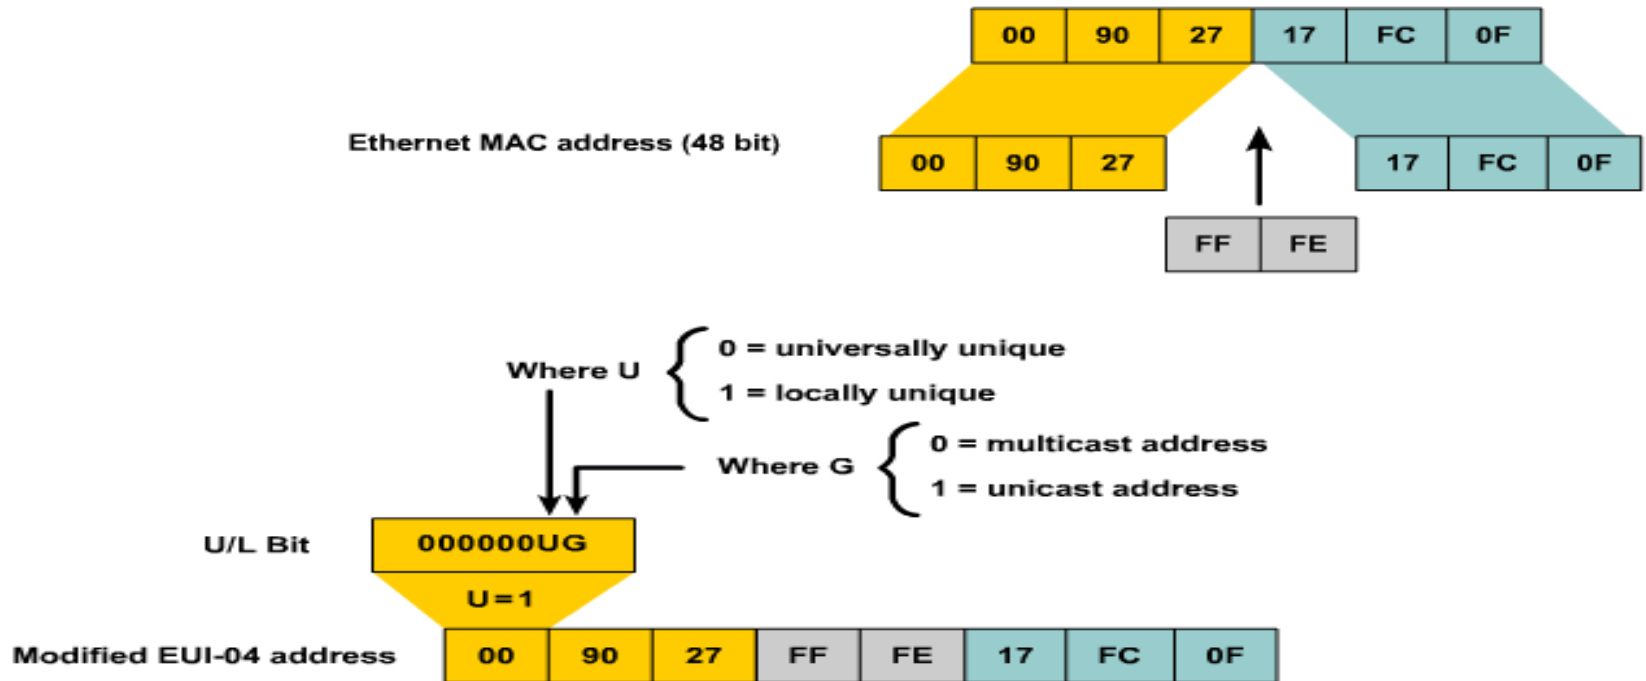 00 90 27 17 FC 0F
Ethernet MAC address (48 bit)
00 90 27 17 FC 0F
FF FE
Where U
0 = universally unique
1 = locally unique
Where G
0 = multicast address
1 = unicast address
U/L Bit
000000UG
U=1
Modified EUI-04 address
00 90 27 FF FE 17 FC 0F